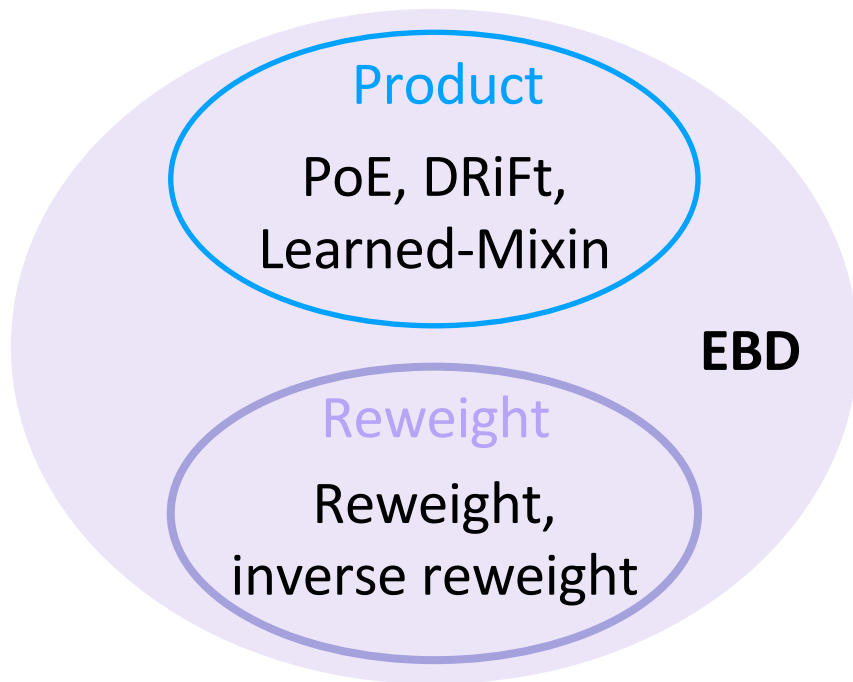 Product
PoE, DRiFt,
Learned-Mixin
EBD
Reweight
Reweight,
inverse reweight